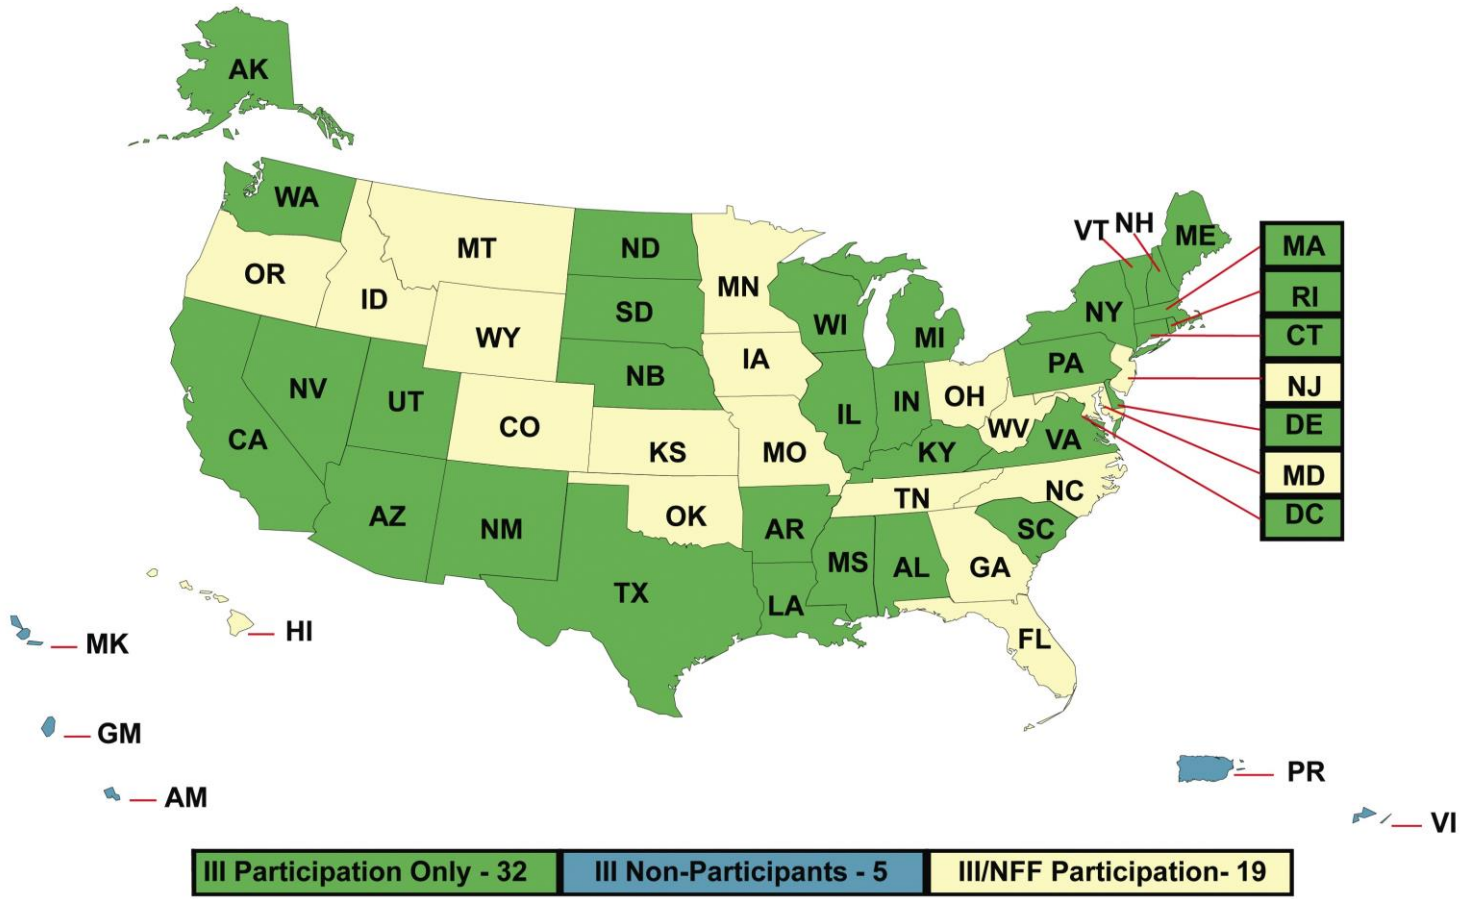 AK
WA
VT
NH
ME
MA
MT
ND
OR
ID
MN
RI
SD
WI
NY
CT
WY
MI
IA
PA
NV
NB
NJ
UT
OH
IN
CO
IL
WV
DE
CA
VA
KS
MO
KY
MD
TN
NC
AZ
OK
DC
NM
AR
SC
MS
AL
GA
TX
LA
HI
FL
MK
GM
PR
AM
VI
III Participation Only - 32
III Non-Participants - 5
III/NFF Participation- 19